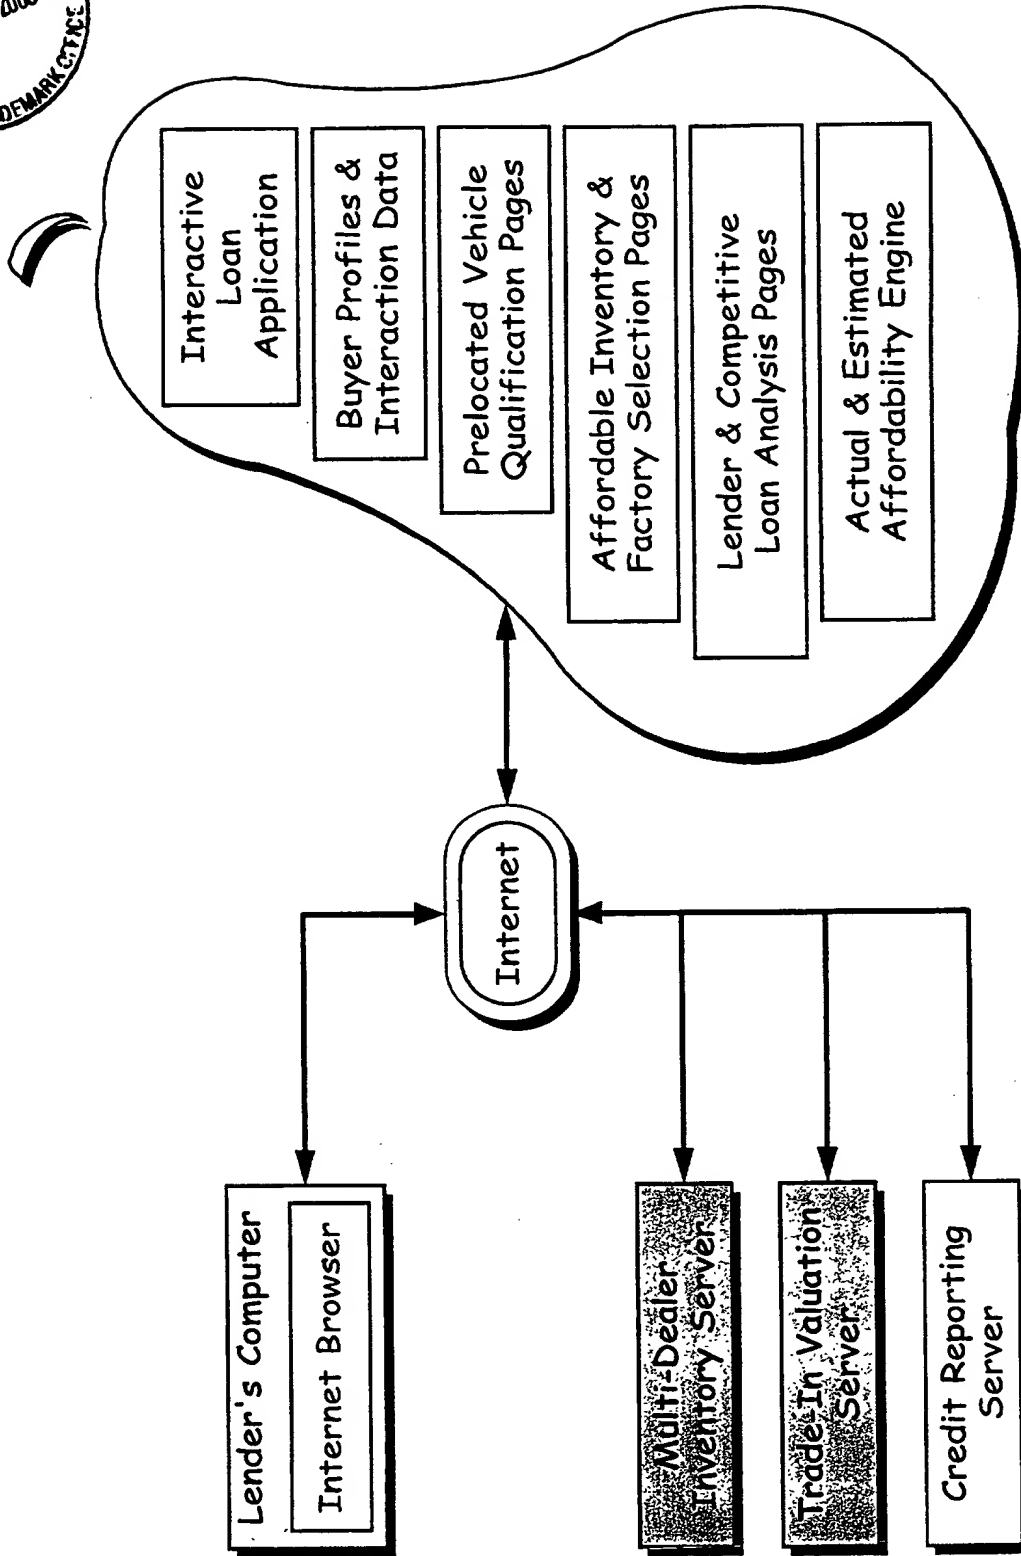 DEMARK OFFICE
Interactive
Loan
Application
Buyer Profiles &
Interaction Data
Prelocated Vehicle
Qualification Pages
Affordable Inventory &
Factory Selection Pages
Lender & Competitive
Loan Analysis Pages
Actual & Estimated
Affordability Engine
Internet
Lender's Computer
Internet Browser
Multi-Dealer
Inventory Server
Trade-In Valuation
Server
Credit Reporting
Server